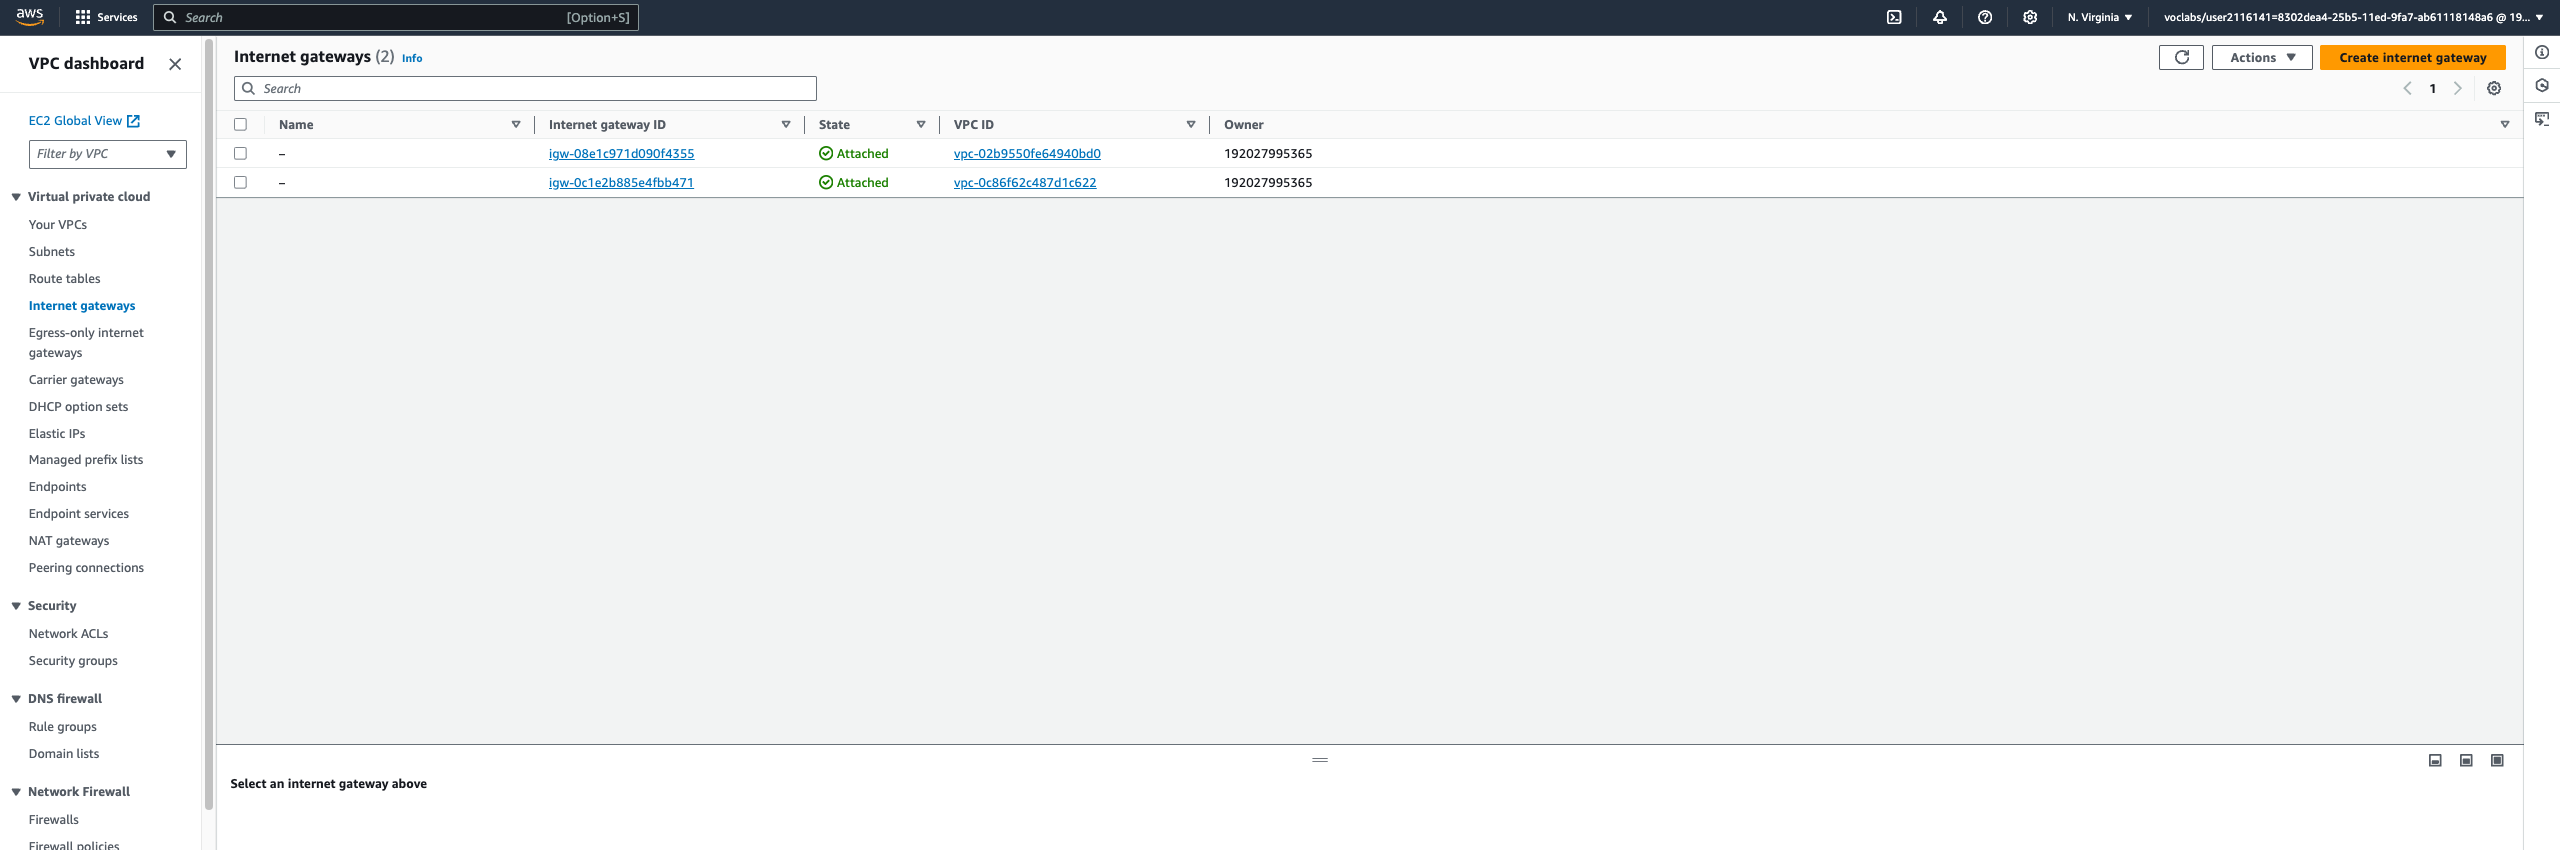 aws
Services
Search
[Option+S]
N. Virginia
voclabs/user2116141=8302dea4-25b5-11ed-9fa7-ab61118148a6 @ 19...
VPC dashboard
EC2 Global View
Filter by VPC
Virtual private cloud
Your VPCs
Subnets
Route tables
Internet gateways
Egress-only internet
gateways
Carrier gateways
DHCP option sets
Elastic IPs
Managed prefix lists
Endpoints
Endpoint services
NAT gateways
Peering connections
Security
Network ACLs
Security groups
DNS firewall
Rule groups
Domain lists
Network Firewall
Firewalls
Firewall policies
Internet gateways (2) Info
Actions
Create internet gateway
Search
1
Name Internet gateway ID State VPC ID Owner
– igw-08e1c971d090f4355 Attached vpc-02b9550fe64940bd0 192027995365
– igw-0c1e2b885e4fbb471 Attached vpc-0c86f62c487d1c622 192027995365
Select an internet gateway above